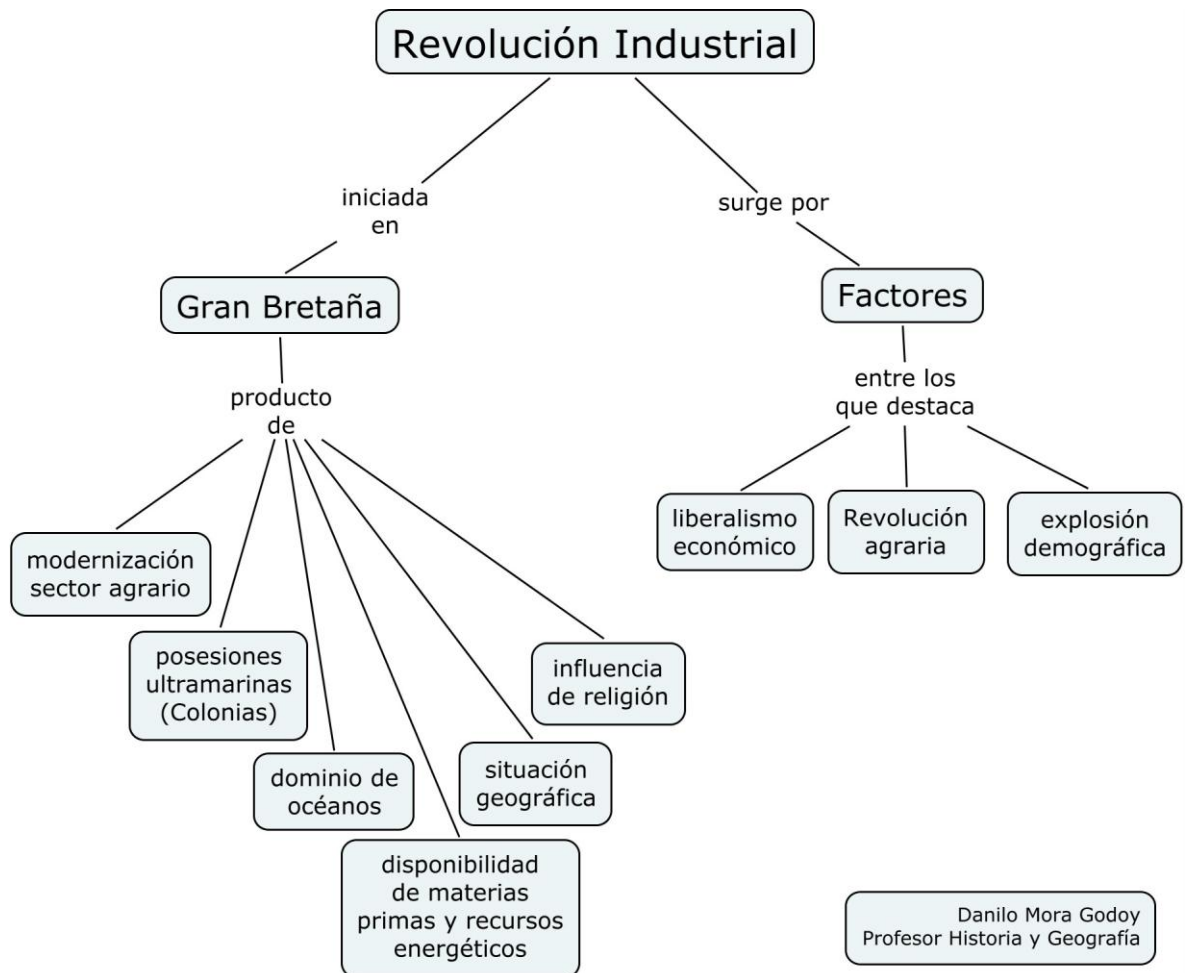 Revolución Industrial
iniciada
en
surge por
Gran Bretaña
Factores
producto
de
entre los
que destaca
modernización
sector agrario
posesiones
ultramarinas
(Colonias)
dominio de
océanos
disponibilidad
de materias
primas y recursos
energéticos
situación
geográfica
influencia
de religión
liberalismo
económico
Revolución
agraria
explosión
demográfica
Danilo Mora Godoy
Profesor Historia y Geografía